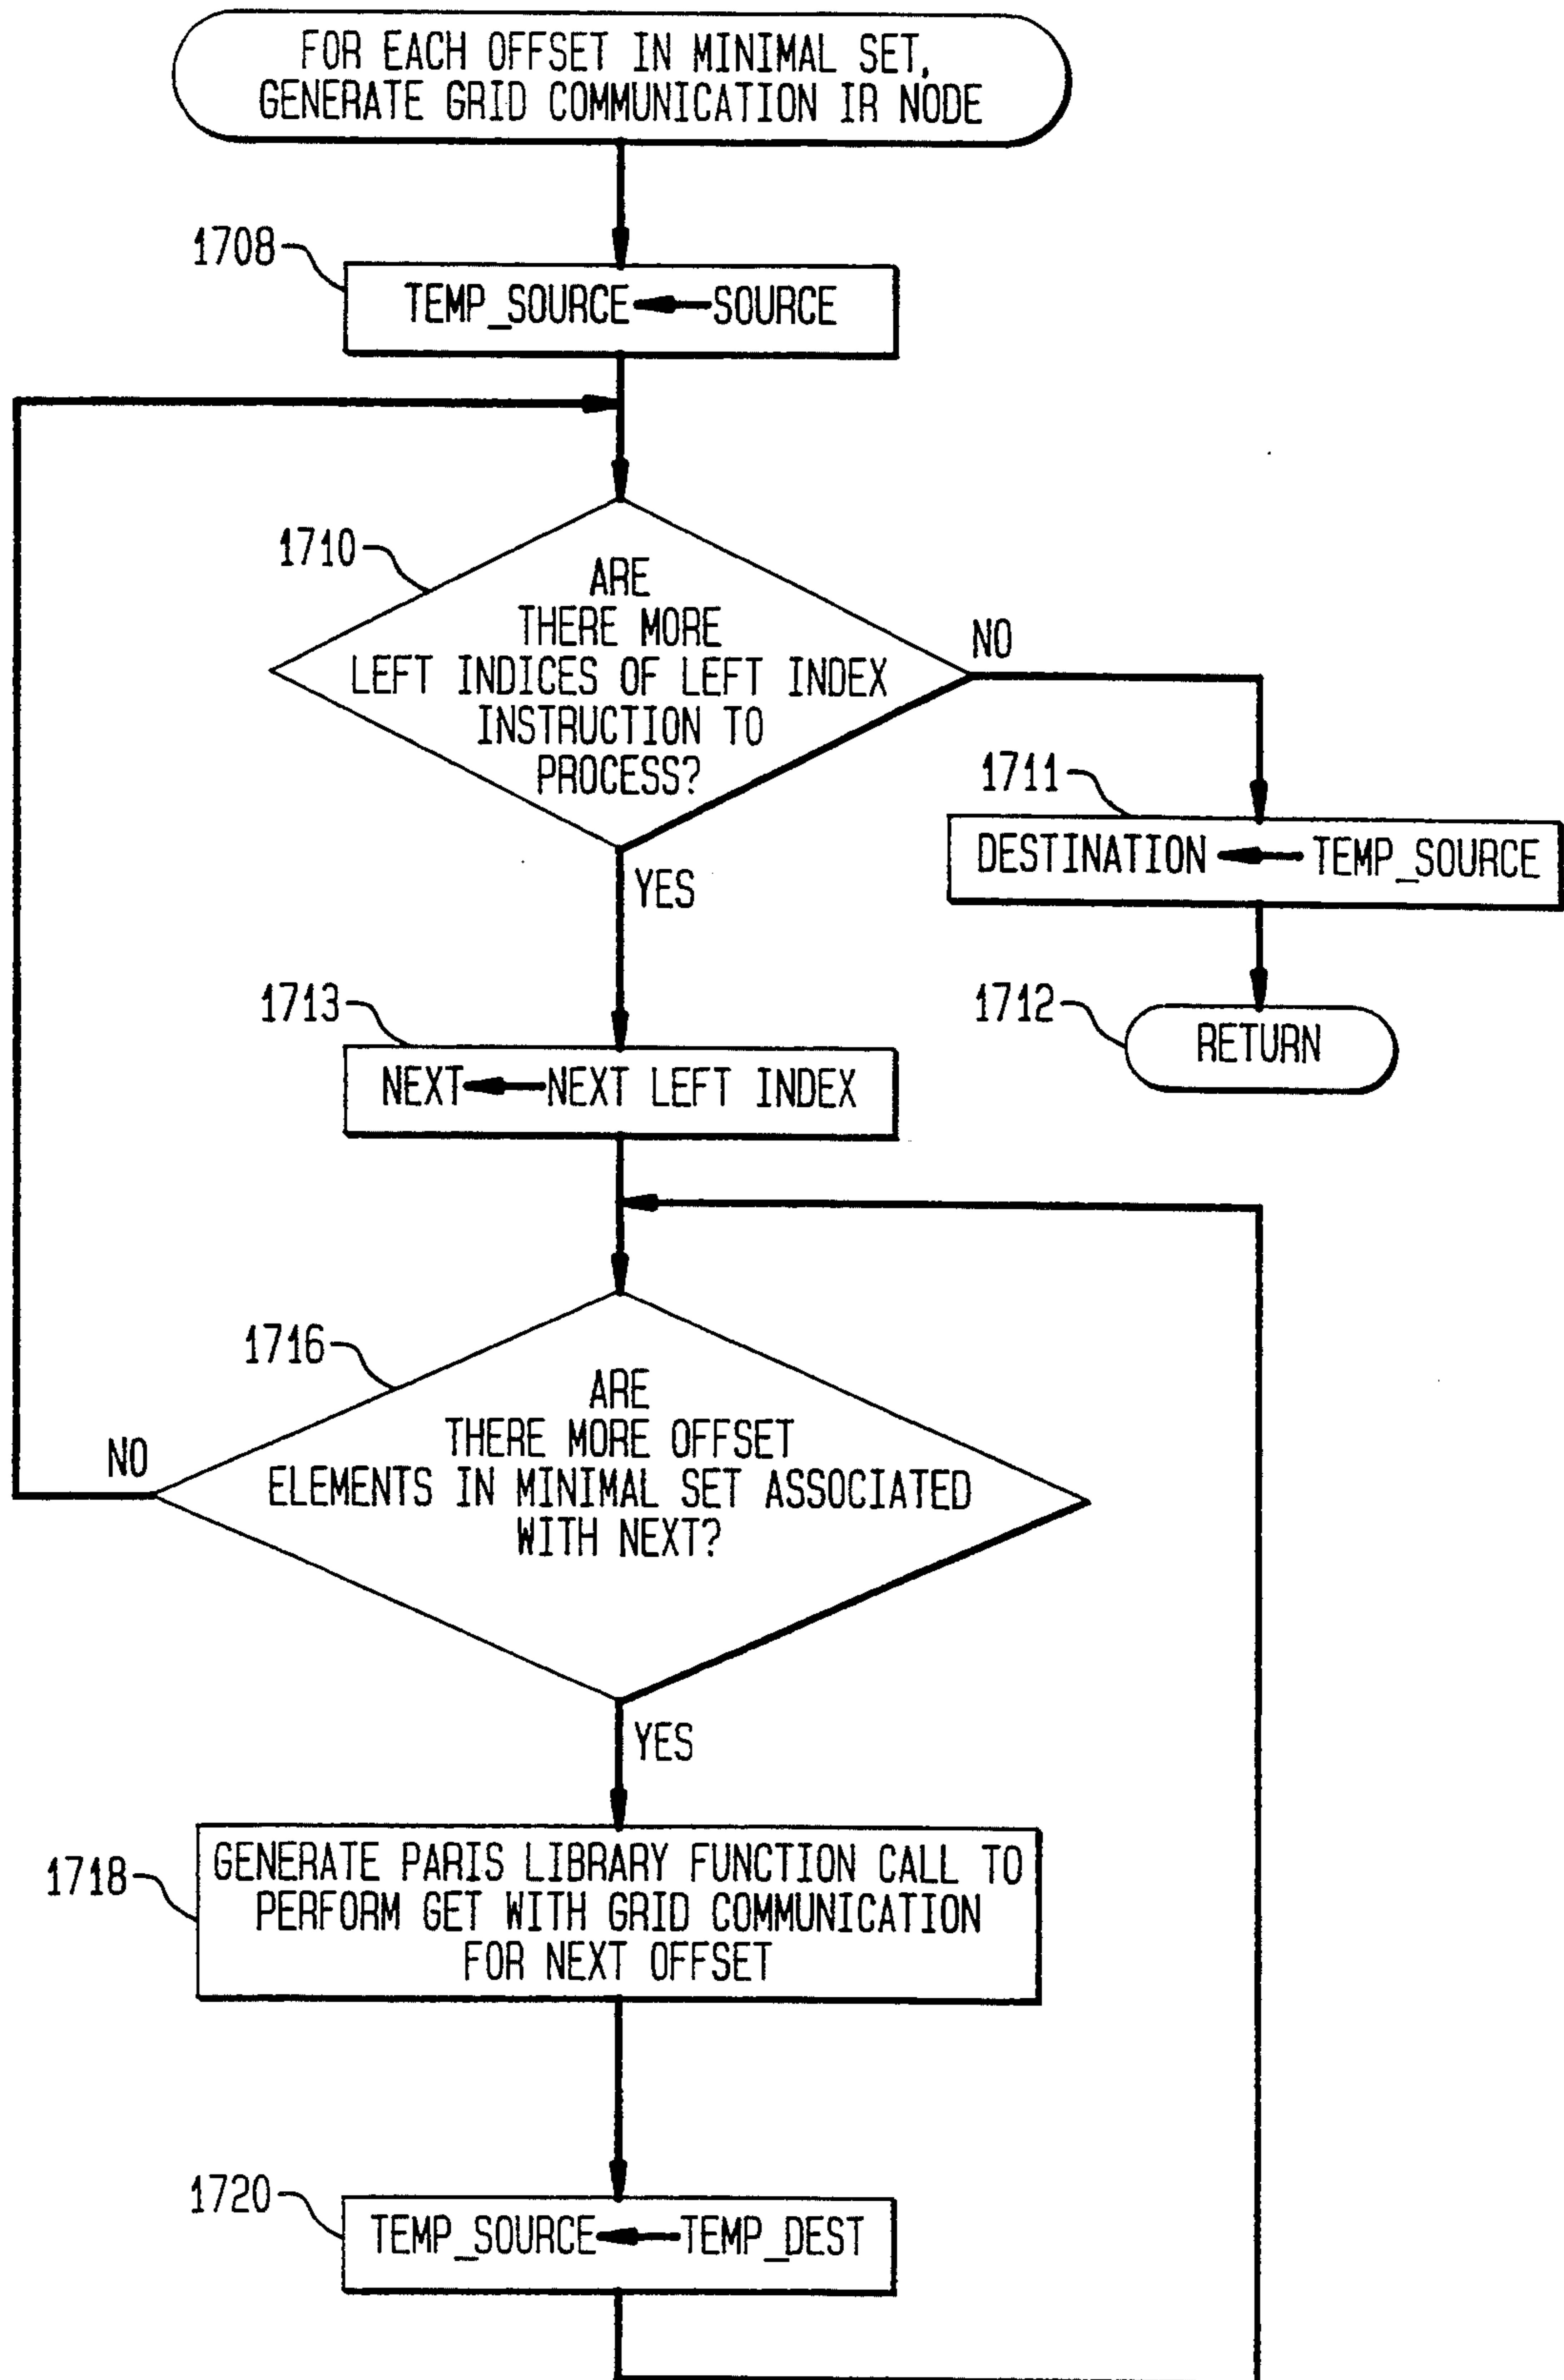 FOR EACH OFFSET IN MINIMAL SET,
GENERATE GRID COMMUNICATION IR NODE
1708
TEMP_SOURCE ← SOURCE
1710
ARE
THERE MORE
LEFT INDICES OF LEFT INDEX
INSTRUCTION TO
PROCESS?
NO
YES
1711
DESTINATION ← TEMP_SOURCE
1712
RETURN
1713
NEXT ← NEXT LEFT INDEX
1716
ARE
THERE MORE OFFSET
ELEMENTS IN MINIMAL SET ASSOCIATED
WITH NEXT?
NO
YES
1718
GENERATE PARIS LIBRARY FUNCTION CALL TO
PERFORM GET WITH GRID COMMUNICATION
FOR NEXT OFFSET
1720
TEMP_SOURCE ← TEMP_DEST